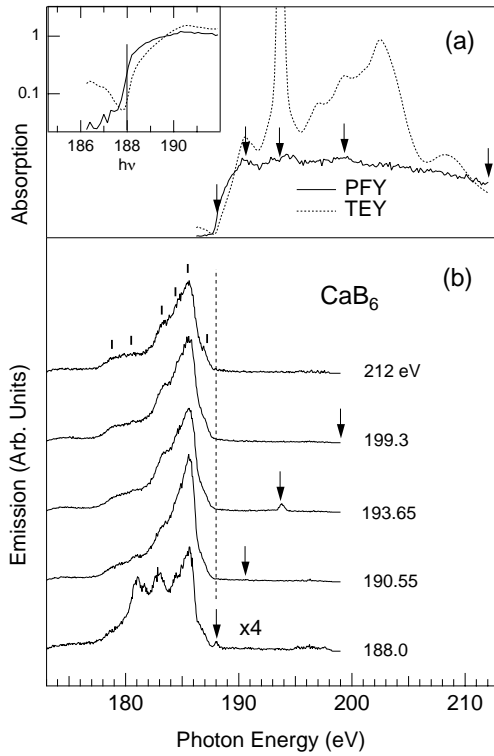 (a)
1
0.1
186
188
190
hν
Absorption
PFY
TEY
(b)
CaB6
212 eV
199.3
193.65
190.55
x4
188.0
Emission (Arb. Units)
180
190
200
210
Photon Energy (eV)